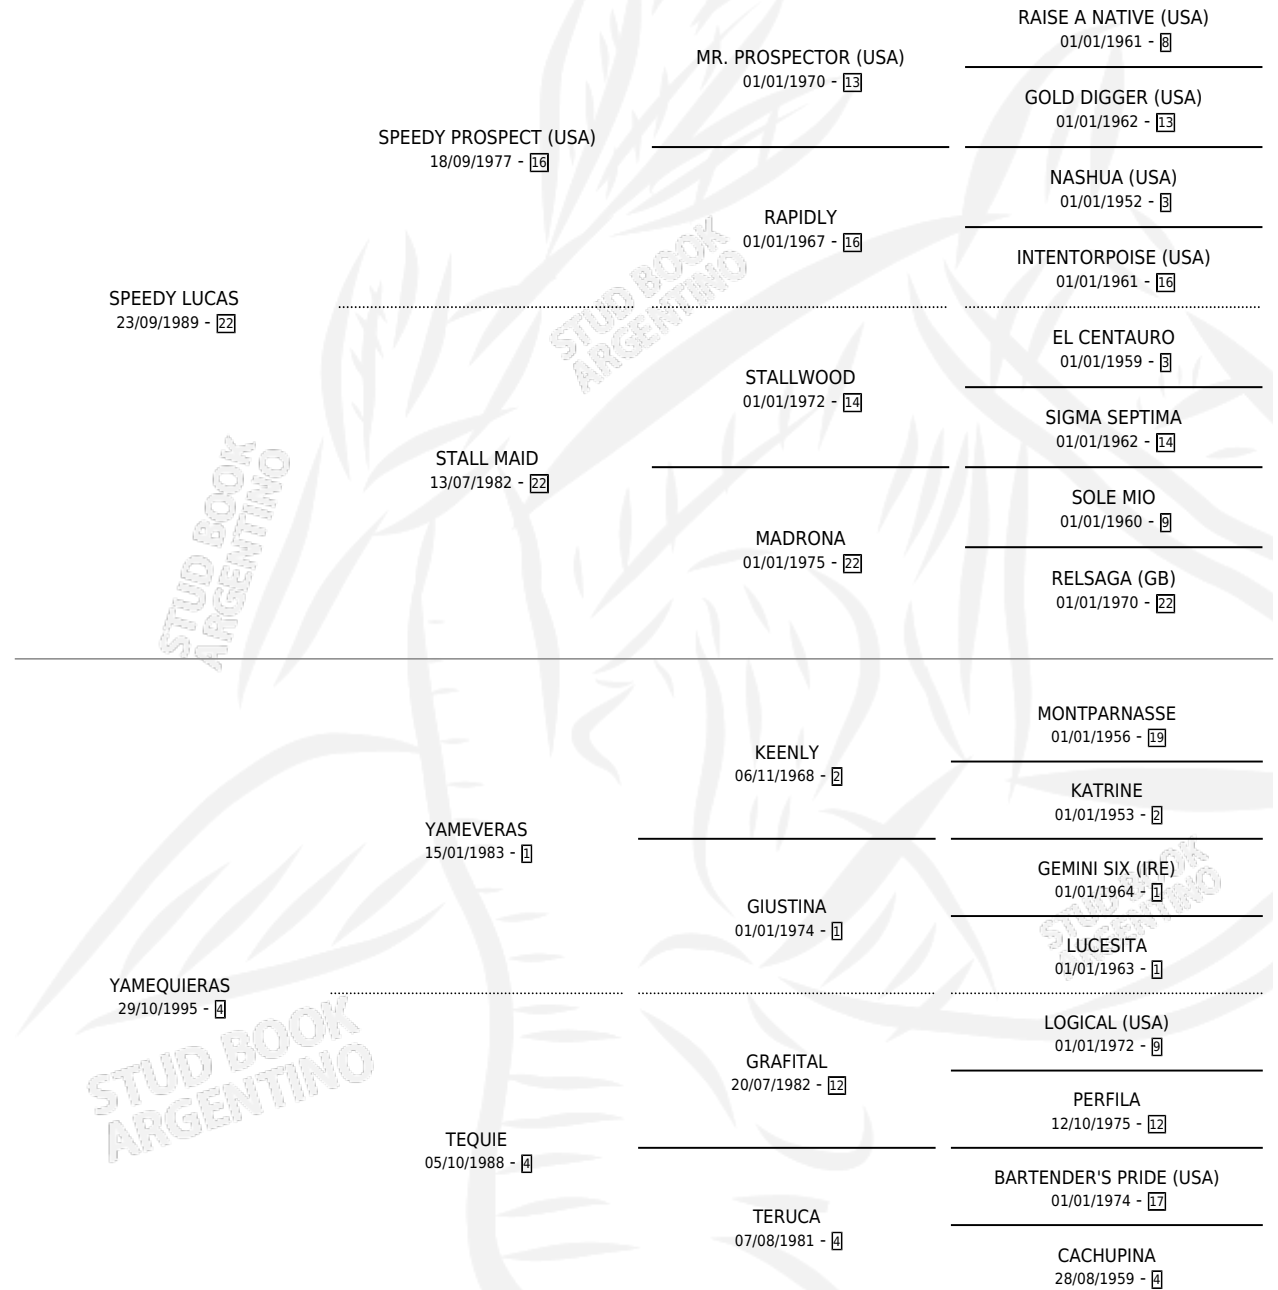 RAISE A NATIVE (USA)
01/01/1961 - 8
MR. PROSPECTOR (USA)
01/01/1970 - 13
GOLD DIGGER (USA)
01/01/1962 - 13
SPEEDY PROSPECT (USA)
18/09/1977 - 16
NASHUA (USA)
01/01/1952 - 3
RAPIDLY
01/01/1967 - 16
INTENTORPOISE (USA)
01/01/1961 - 16
SPEEDY LUCAS
23/09/1989 - 22
EL CENTAURO
01/01/1959 - 3
STALLWOOD
01/01/1972 - 14
SIGMA SEPTIMA
01/01/1962 - 14
STALL MAID
13/07/1982 - 22
SOLE MIO
01/01/1960 - 9
MADRONA
01/01/1975 - 22
RELSAGA (GB)
01/01/1970 - 22
STUD BOOK
ARGENTINO
STUD BOOK
ARGENTINO
MONTPARNASSE
01/01/1956 - 19
KEENLY
06/11/1968 - 2
KATRINE
01/01/1953 - 2
YAMEVERAS
15/01/1983 - 1
GEMINI SIX (IRE)
01/01/1964 - 1
GIUSTINA
01/01/1974 - 1
LUCESITA
01/01/1963 - 1
YAMEQUIERAS
29/10/1995 - 4
LOGICAL (USA)
01/01/1972 - 9
GRAFITAL
20/07/1982 - 12
PERFILA
12/10/1975 - 12
TEQUIE
05/10/1988 - 4
BARTENDER'S PRIDE (USA)
01/01/1974 - 17
TERUCA
07/08/1981 - 4
CACHUPINA
28/08/1959 - 4
STUD BOOK
ARGENTINO
STUD BOOK
ARGENTINO